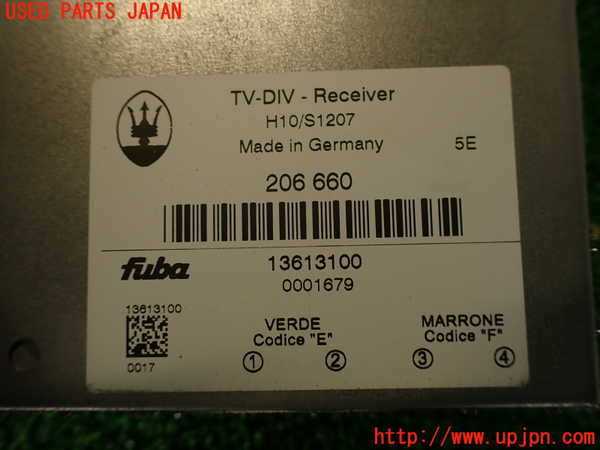 USED PARTS JAPAN
TV-DIV - Receiver
H10/S1207
Made in Germany
5E
206 660
fuba
13613100
0001679
13613100
0017
VERDE
Codice "E"
1 2
MARRONE
Codice "F"
3 4
http://www.upjpn.com